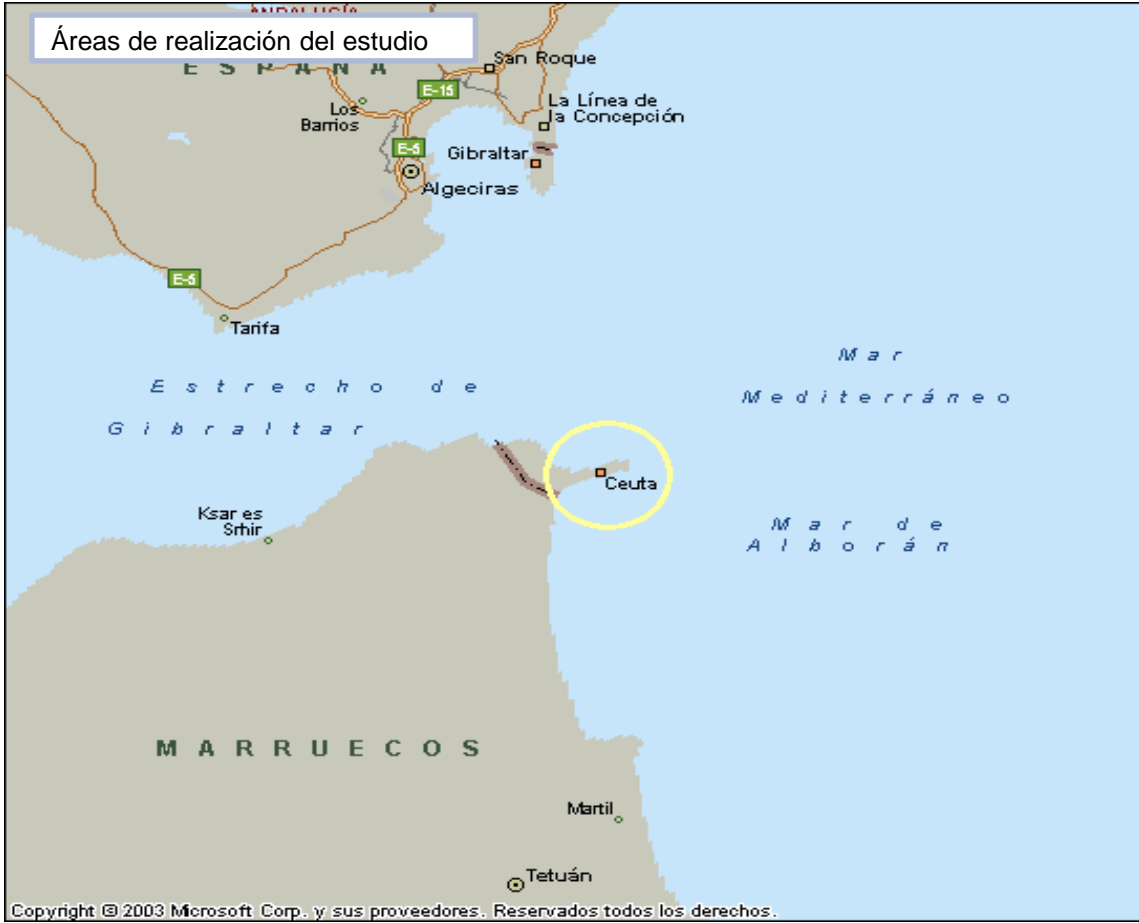 ANDALUCÍA
Áreas de realización del estudio
ESPAÑA
San Roque
E-15
Los
Barrios
La Línea de
la Concepción
E-5
Gibraltar
Algeciras
E-5
Tarifa
Mar
Mediterráneo
Estrecho de
Gibraltar
Ceuta
Ksar es
Srhir
Mar de
Alborán
MARRUECOS
Martil
Tetuán
Copyright © 2003 Microsoft Corp. y sus proveedores. Reservados todos los derechos.